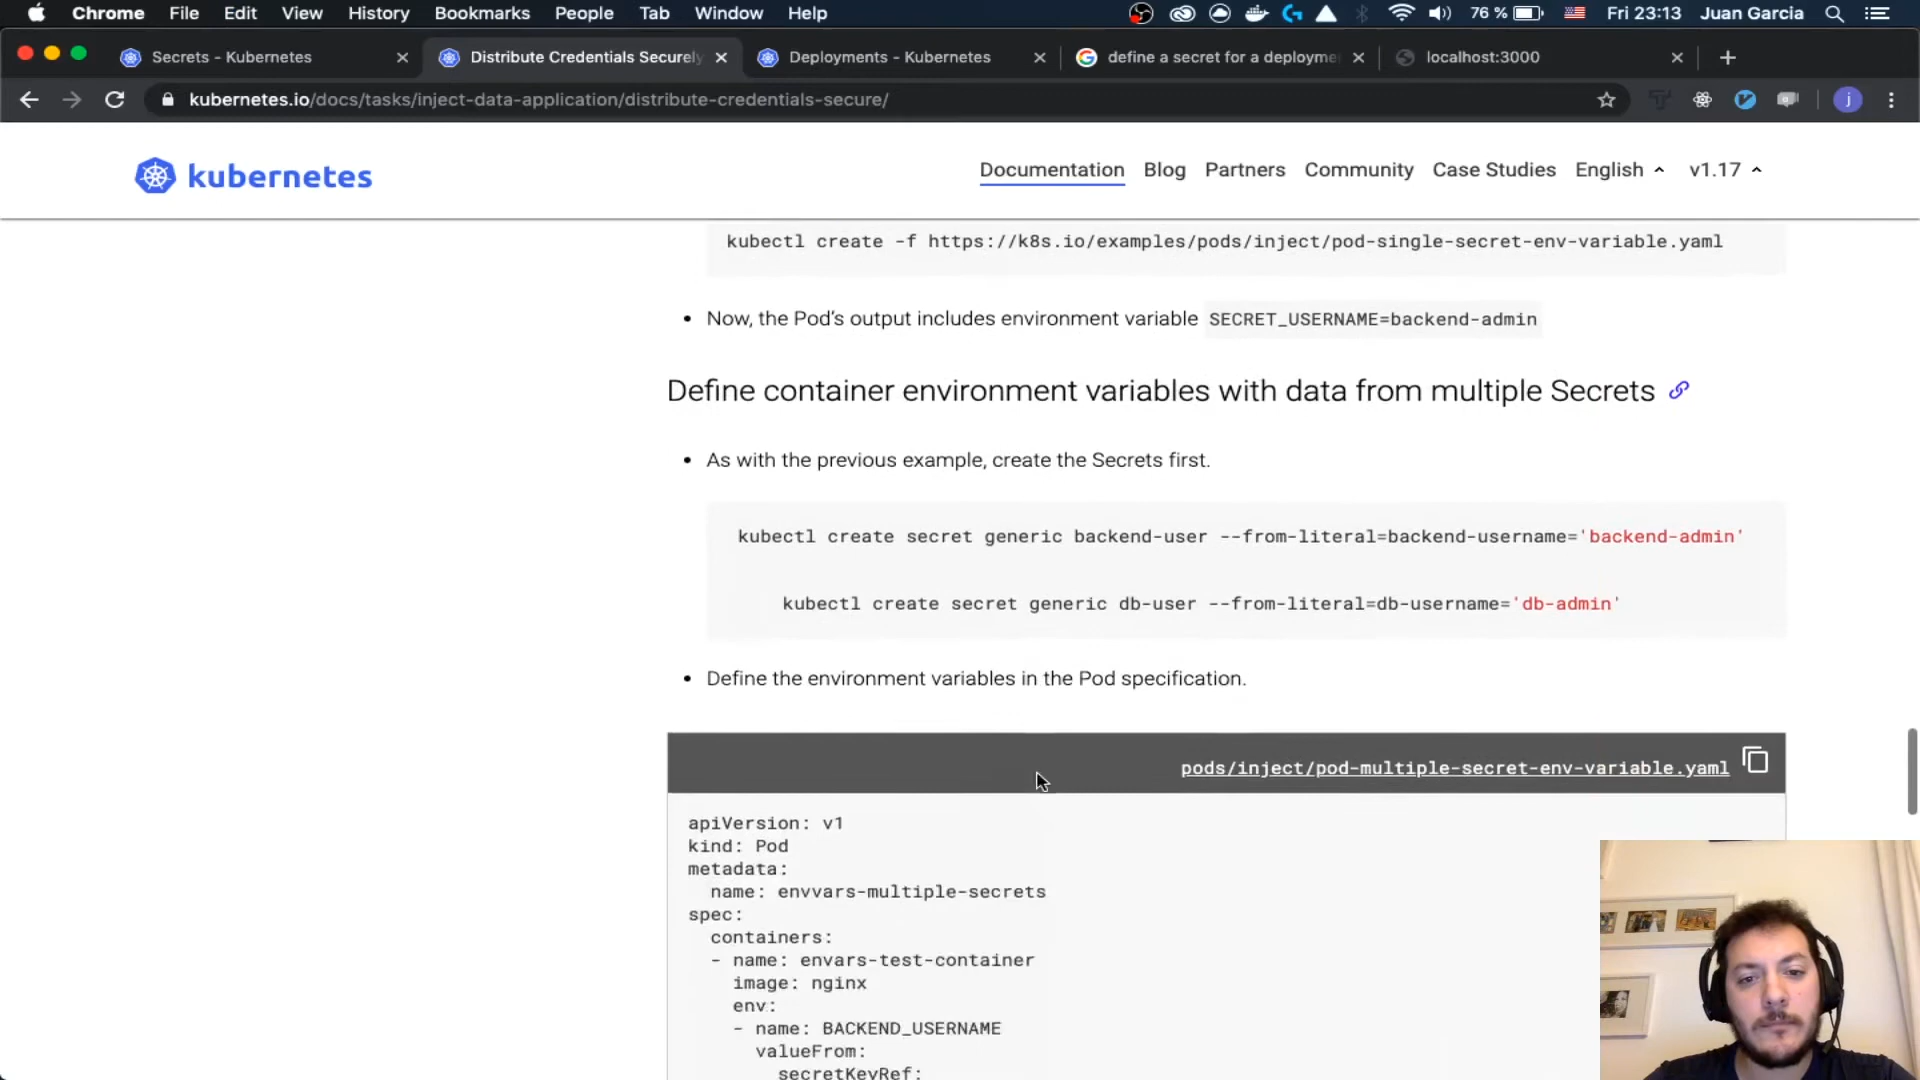 Chrome File Edit View History Bookmarks People Tab Window Help 76 % Fri 23:13 Juan Garcia
Secrets - Kubernetes
Distribute Credentials Securely
Deployments - Kubernetes
define a secret for a deployme
localhost:3000
kubernetes.io/docs/tasks/inject-data-application/distribute-credentials-secure/
j
kubernetes
Documentation Blog Partners Community Case Studies English v1.17
kubectl create -f https://k8s.io/examples/pods/inject/pod-single-secret-env-variable.yaml
• Now, the Pod's output includes environment variable SECRET_USERNAME=backend-admin
Define container environment variables with data from multiple Secrets
• As with the previous example, create the Secrets first.
kubectl create secret generic backend-user --from-literal=backend-username='backend-admin'
kubectl create secret generic db-user --from-literal=db-username='db-admin'
• Define the environment variables in the Pod specification.
pods/inject/pod-multiple-secret-env-variable.yaml
apiVersion: v1
kind: Pod
metadata:
name: envvars-multiple-secrets
spec:
containers:
- name: envars-test-container
image: nginx
env:
- name: BACKEND_USERNAME
valueFrom:
secretKeyRef: